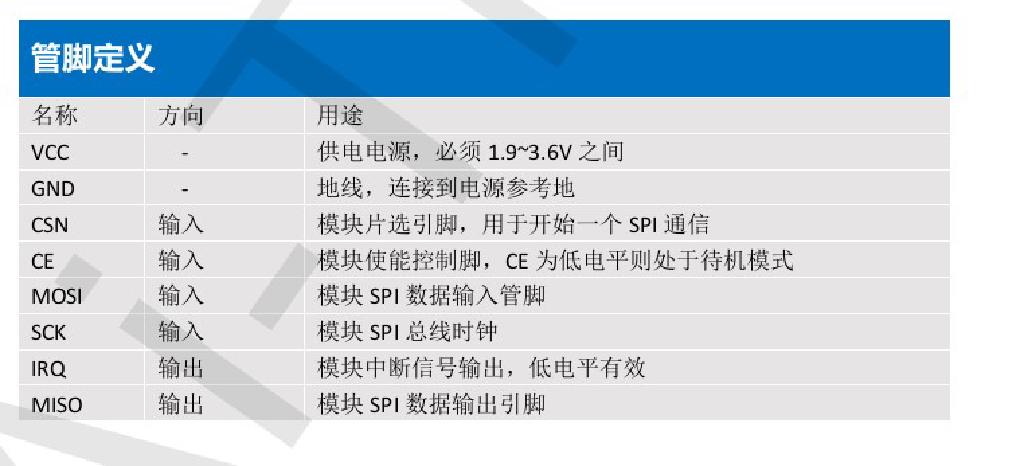 管脚定义
名称 方向 用途
VCC - 供电电源，必须 1.9~3.6V 之间
GND - 地线，连接到电源参考地
CSN 输入 模块片选引脚，用于开始一个 SPI 通信
CE 输入 模块使能控制脚，CE 为低电平则处于待机模式
MOSI 输入 模块 SPI 数据输入管脚
SCK 输入 模块 SPI 总线时钟
IRQ 输出 模块中断信号输出，低电平有效
MISO 输出 模块 SPI 数据输出引脚